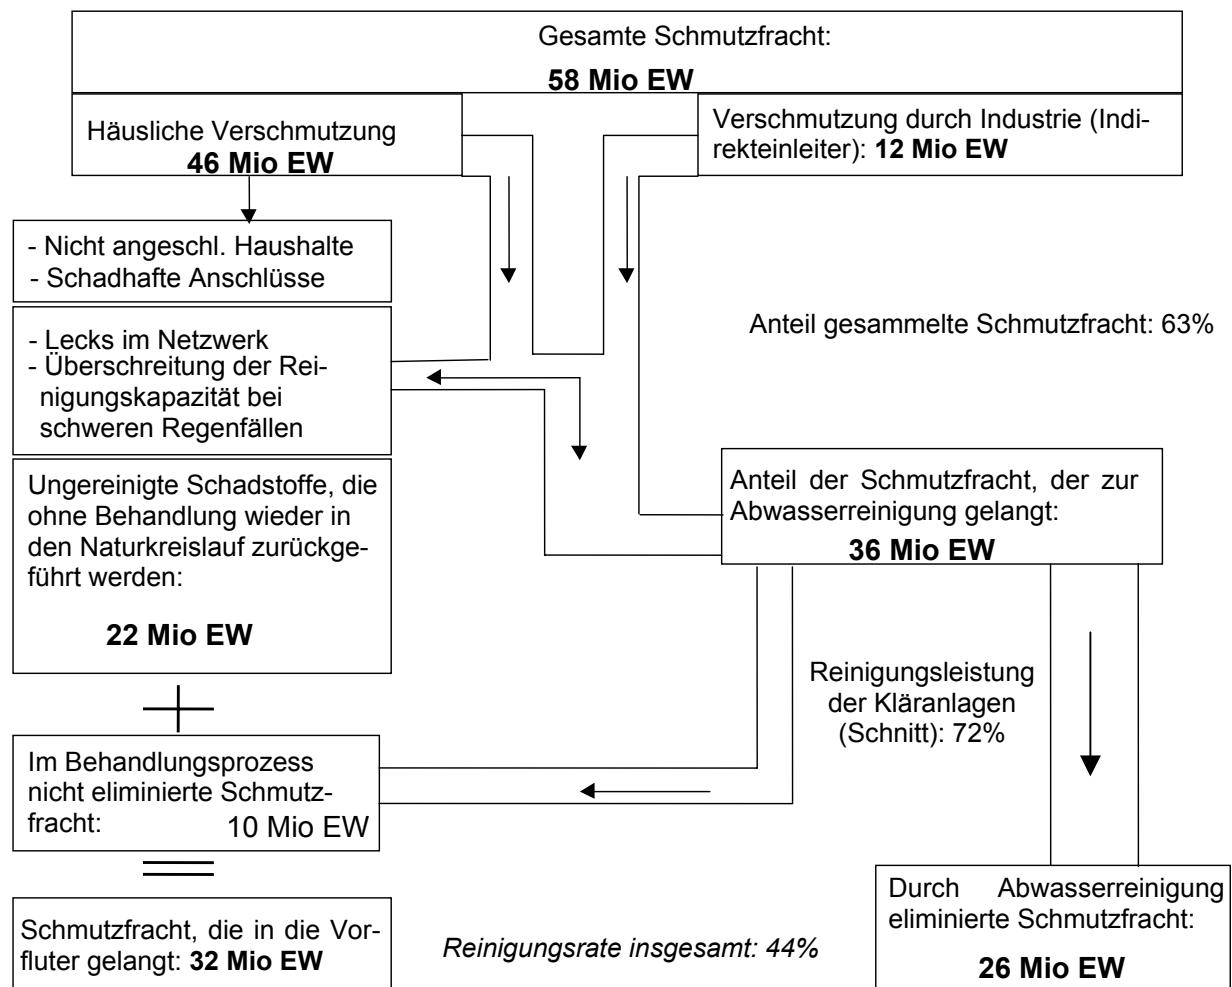 Gesamte Schmutzfracht:
58 Mio EW
Häusliche Verschmutzung
46 Mio EW
Verschmutzung durch Industrie (Indi-
rekteinleiter): 12 Mio EW
- Nicht angeschl. Haushalte
- Schadhafte Anschlüsse
- Lecks im Netzwerk
- Überschreitung der Rei-
nigungskapazität bei
schweren Regenfällen
Anteil gesammelte Schmutzfracht: 63%
Ungereinigte Schadstoffe, die
ohne Behandlung wieder in
den Naturkreislauf zurückge-
führt werden:
22 Mio EW
Anteil der Schmutzfracht, der zur
Abwasserreinigung gelangt:
36 Mio EW
Reinigungsleistung
der Kläranlagen
(Schnitt): 72%
Im Behandlungsprozess
nicht eliminierte Schmutz-
fracht: 10 Mio EW
Schmutzfracht, die in die Vor-
fluter gelangt: 32 Mio EW
Reinigungsrate insgesamt: 44%
Durch Abwasserreinigung
eliminierte Schmutzfracht:
26 Mio EW